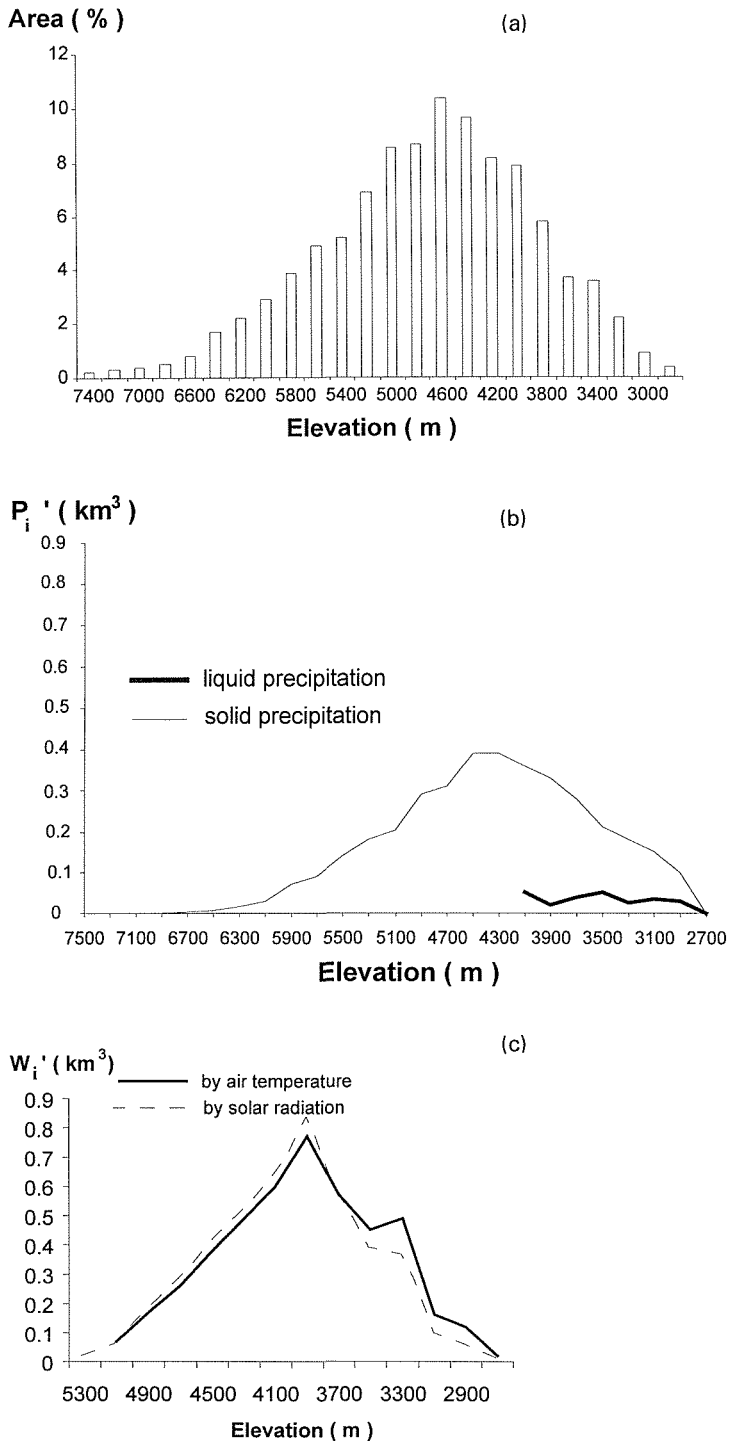 Area ( % )
(a)
12
10
8
6
4
2
0
7400 7000 6600 6200 5800 5400 5000 4600 4200 3800 3400 3000
Elevation ( m )
Pi ' ( km³ )
(b)
0.9
0.8
0.7
0.6
0.5
0.4
0.3
0.2
0.1
0
liquid precipitation
solid precipitation
7500 7100 6700 6300 5900 5500 5100 4700 4300 3900 3500 3100 2700
Elevation ( m )
(c)
Wi ' ( km³)
by air temperature
by solar radiation
0.9
0.8
0.7
0.6
0.5
0.4
0.3
0.2
0.1
0
5300 4900 4500 4100 3700 3300 2900
Elevation ( m )